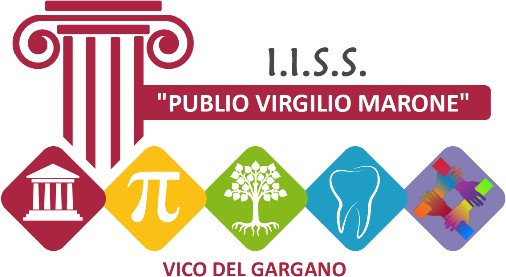 I.I.S.S.
"PUBLIO VIRGILIO MARONE"
π
VICO DEL GARGANO